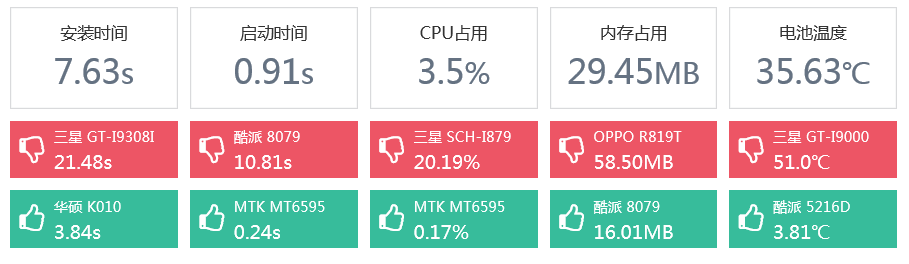 安装时间
7.63s
启动时间
0.91s
CPU占用
3.5%
内存占用
29.45MB
电池温度
35.63℃
三星 GT-I9308I
21.48s
酷派 8079
10.81s
三星 SCH-I879
20.19%
OPPO R819T
58.50MB
三星 GT-I9000
51.0℃
华硕 K010
3.84s
MTK MT6595
0.24s
MTK MT6595
0.17%
酷派 8079
16.01MB
酷派 5216D
3.81℃